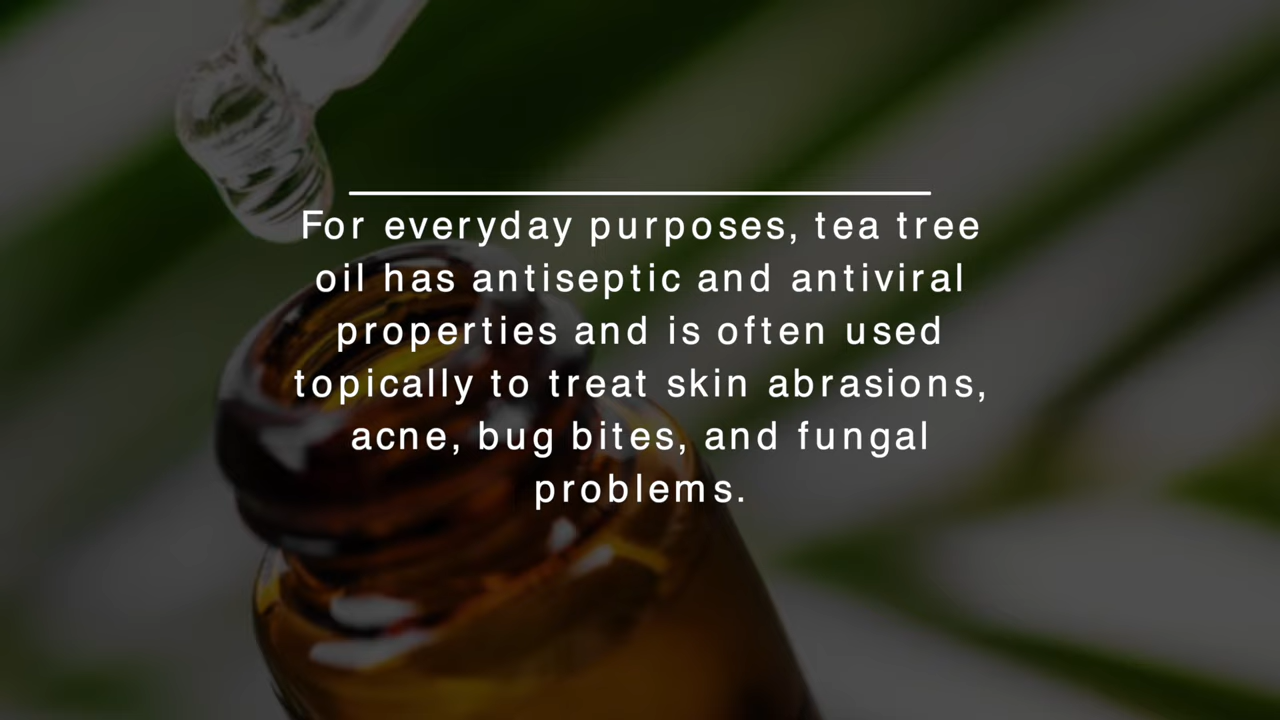 For everyday purposes, tea tree
oil has antiseptic and antiviral
properties and is often used
topically to treat skin abrasions,
acne, bug bites, and fungal
problems.